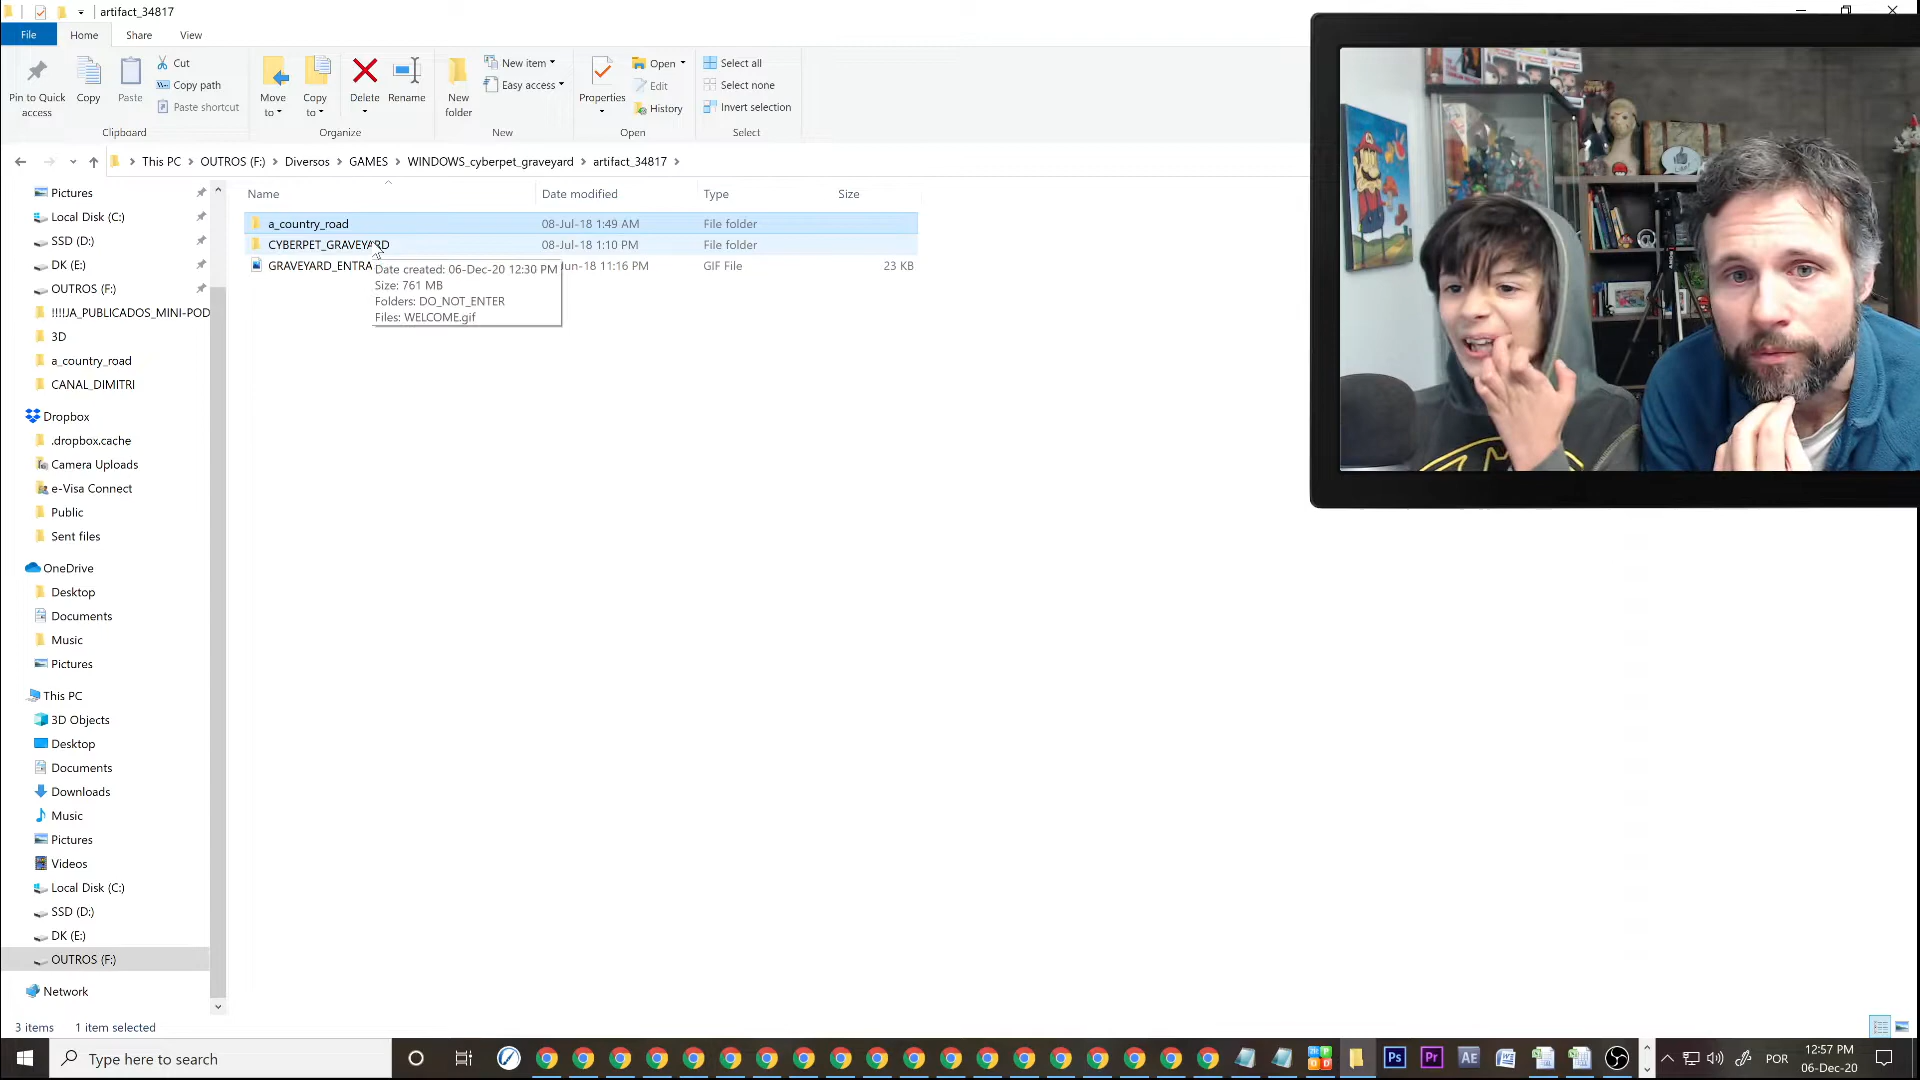 artifact_34817
File Home Share View
Pin to Quick access
Copy
Paste
Cut
Copy path
Paste shortcut
Clipboard
Move to
Copy to
Delete
Rename
Organize
New folder
New item
Easy access
New
Properties
Open
Edit
History
Open
Select all
Select none
Invert selection
Select
This PC > OUTROS (F:) > Diversos > GAMES > WINDOWS_cyberpet_graveyard > artifact_34817 >
Name Date modified Type Size
a_country_road 08-Jul-18 1:49 AM File folder
CYBERPET_GRAVEYARD 08-Jul-18 1:10 PM File folder
GRAVEYARD_ENTRA un-18 11:16 PM GIF File 23 KB
Date created: 06-Dec-20 12:30 PM
Size: 761 MB
Folders: DO_NOT_ENTER
Files: WELCOME.gif
Pictures
Local Disk (C:)
SSD (D:)
DK (E:)
OUTROS (F:)
!!!!JA_PUBLICADOS_MINI-POD
3D
a_country_road
CANAL_DIMITRI
Dropbox
.dropbox.cache
Camera Uploads
e-Visa Connect
Public
Sent files
OneDrive
Desktop
Documents
Music
Pictures
This PC
3D Objects
Desktop
Documents
Downloads
Music
Pictures
Videos
Local Disk (C:)
SSD (D:)
DK (E:)
OUTROS (F:)
Network
3 items 1 item selected
Type here to search
Ps Pr AE
POR
12:57 PM
06-Dec-20